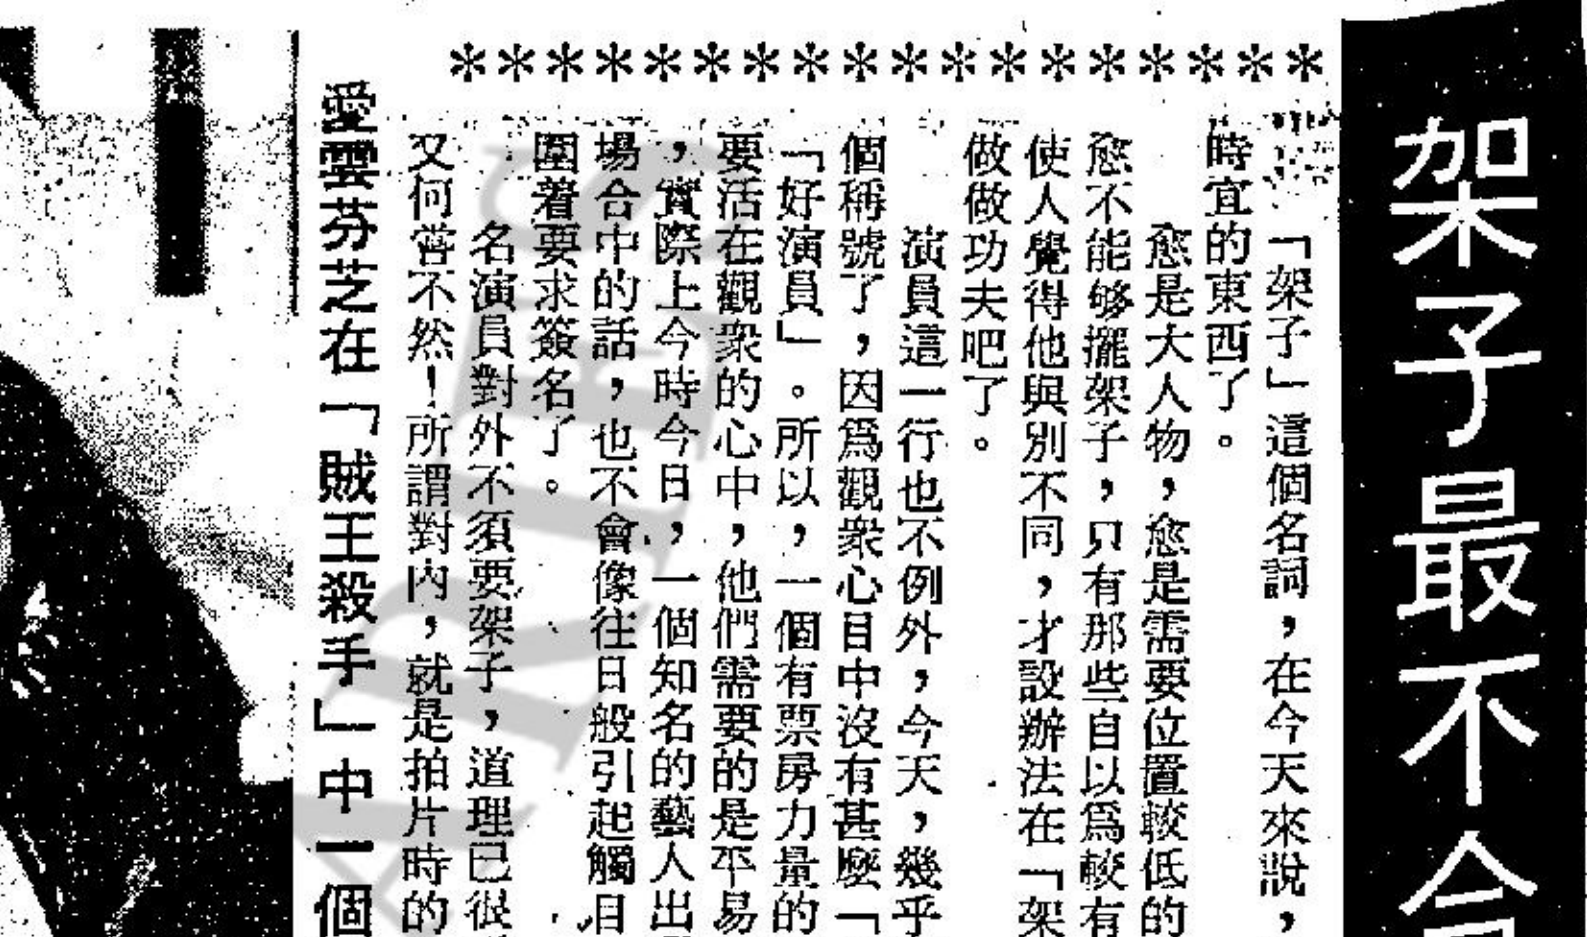 架子最不合
「架子」這個名詞，在今天來說，
時宜的東西了。
愈是大人物，愈是需要位置較低的
愈不能够擺架子，只有那些自以爲較有
使人覺得他與別不同，才設辦法在「架
做做功夫吧了。
演員這一行也不例外，今天，幾乎
個稱號了，因爲觀衆心目中沒有甚麼「
「好演員」。所以，一個有票房力量的
要活在觀衆的心中，他們需要的是平易
，實際上今時今日，一個知名的藝人出
場合中的話，也不會像往日般引起觸目
圍着要求簽名了。
名演員對外不須要架子，道理已很
又何嘗不然！所謂對內，就是拍片時的
愛雲芬芝在「賊王殺手」中一個
ARIES